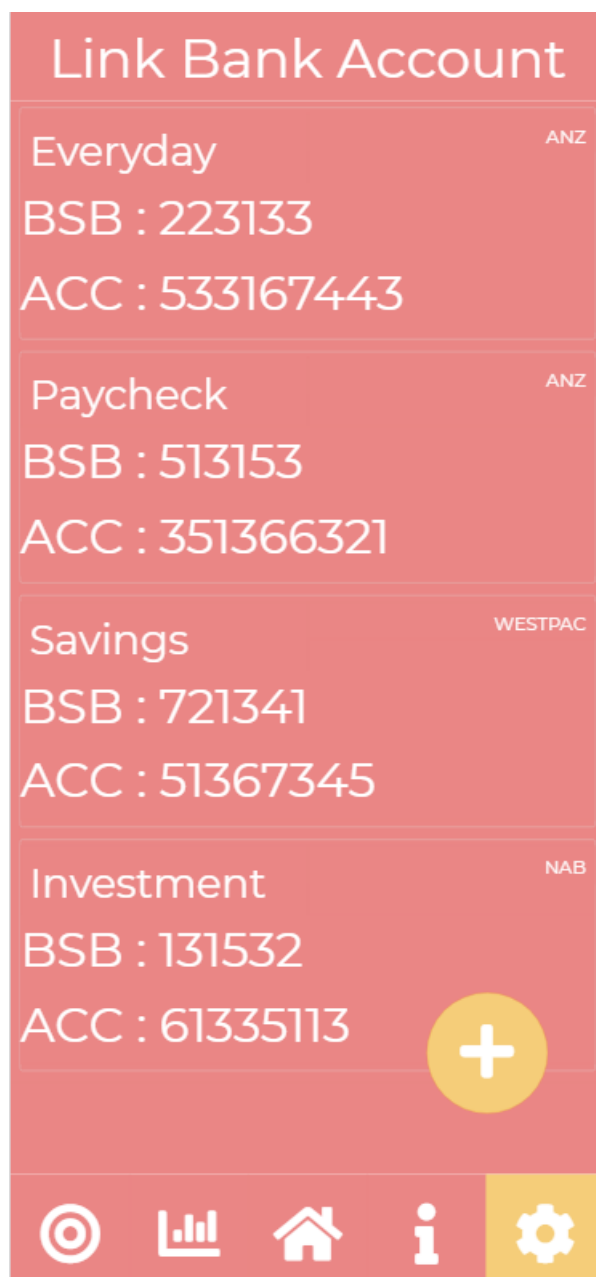 Link Bank Account
Everyday
ANZ
BSB : 223133
ACC : 533167443
Paycheck
ANZ
BSB : 513153
ACC : 351366321
Savings
WESTPAC
BSB : 721341
ACC : 51367345
Investment
NAB
BSB : 131532
ACC : 61335113